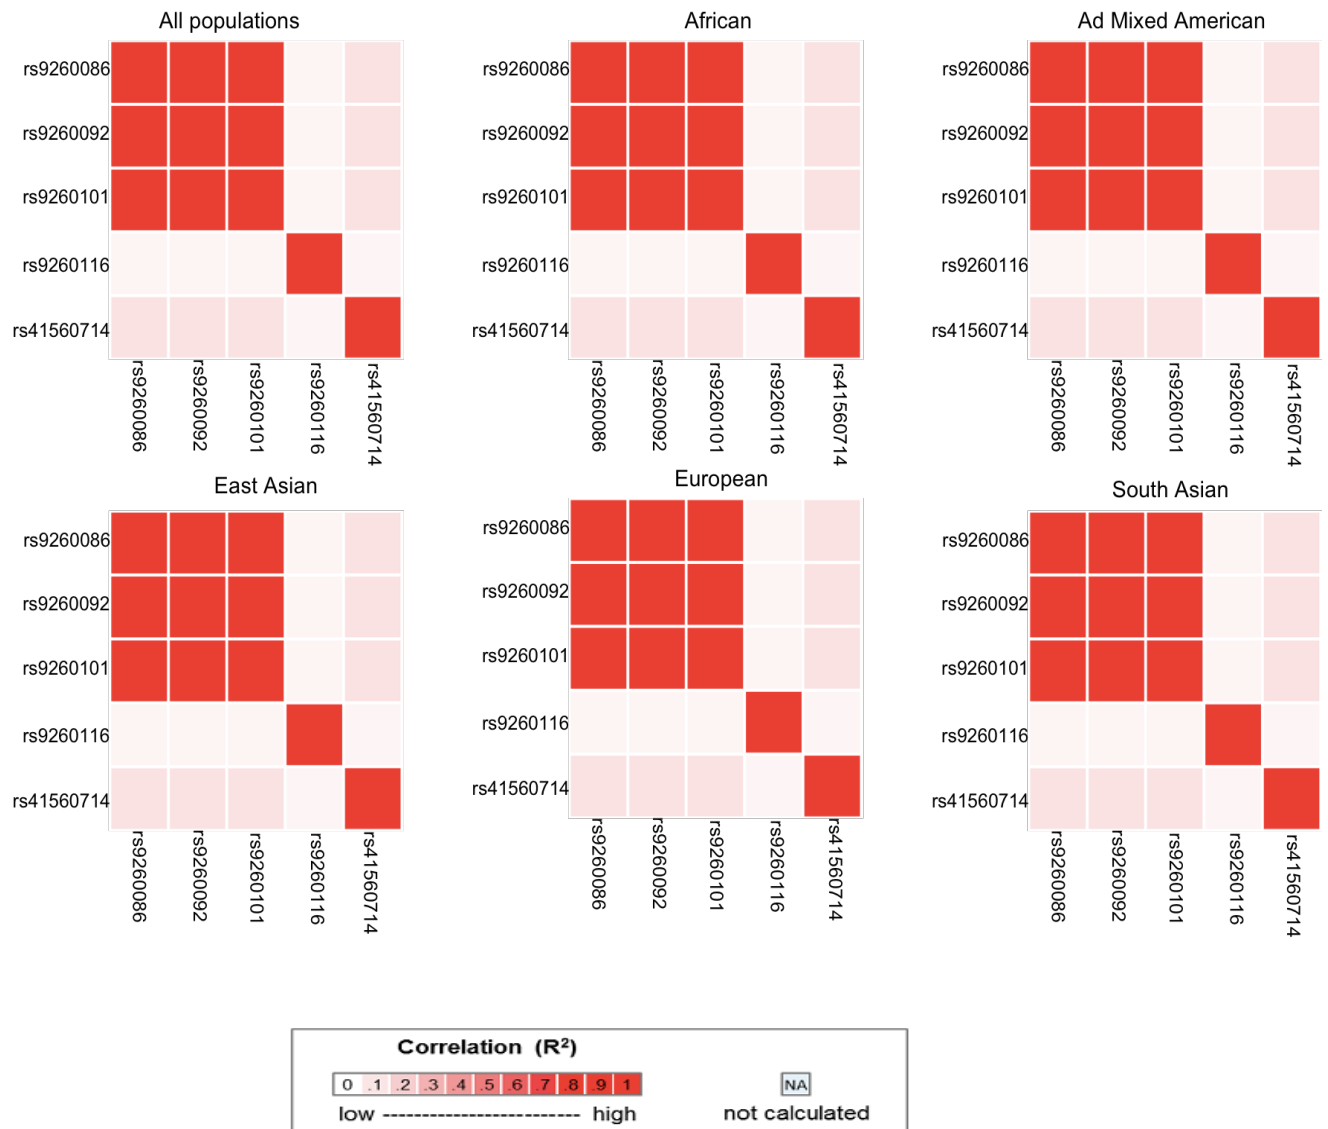 All populations
African
Ad Mixed American
rs9260086
rs9260092
rs9260101
rs9260116
rs41560714
rs9260086
rs9260092
rs9260101
rs9260116
rs41560714
rs9260086
rs9260092
rs9260101
rs9260116
rs41560714
rs9260086
rs9260092
rs9260101
rs9260116
rs41560714
rs9260086
rs9260092
rs9260101
rs9260116
rs41560714
rs9260086
rs9260092
rs9260101
rs9260116
rs41560714
East Asian
European
South Asian
rs9260086
rs9260092
rs9260101
rs9260116
rs41560714
rs9260086
rs9260092
rs9260101
rs9260116
rs41560714
rs9260086
rs9260092
rs9260101
rs9260116
rs41560714
rs9260086
rs9260092
rs9260101
rs9260116
rs41560714
rs9260086
rs9260092
rs9260101
rs9260116
rs41560714
rs9260086
rs9260092
rs9260101
rs9260116
rs41560714
Correlation (R²)
0 .1 .2 .3 .4 .5 .6 .7 .8 .9 1
low ---------------------- high
NA
not calculated